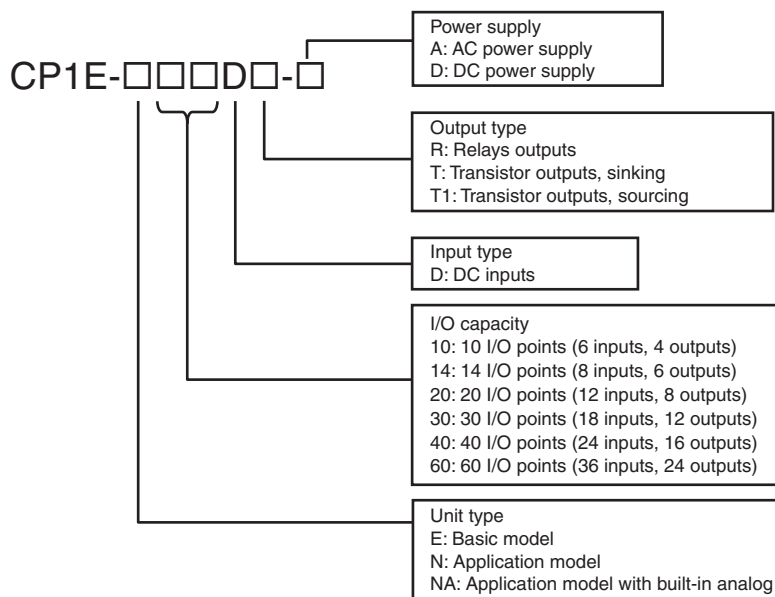 CP1E-□□□D□-□
Power supply
A: AC power supply
D: DC power supply
Output type
R: Relays outputs
T: Transistor outputs, sinking
T1: Transistor outputs, sourcing
Input type
D: DC inputs
I/O capacity
10: 10 I/O points (6 inputs, 4 outputs)
14: 14 I/O points (8 inputs, 6 outputs)
20: 20 I/O points (12 inputs, 8 outputs)
30: 30 I/O points (18 inputs, 12 outputs)
40: 40 I/O points (24 inputs, 16 outputs)
60: 60 I/O points (36 inputs, 24 outputs)
Unit type
E: Basic model
N: Application model
NA: Application model with built-in analog